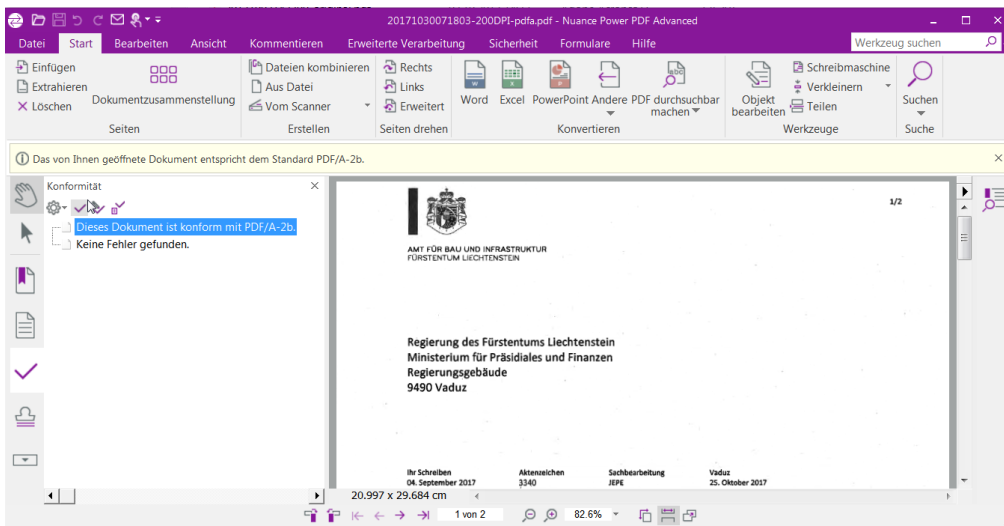 20171030071803-200DPI-pdfa.pdf - Nuance Power PDF Advanced
Datei Start Bearbeiten Ansicht Kommentieren Erweiterte Verarbeitung Sicherheit Formulare Hilfe Werkzeug suchen
Einfügen
Extrahieren
Löschen
Dokumentzusammenstellung
Seiten
Dateien kombinieren
Aus Datei
Vom Scanner
Erstellen
Rechts
Links
Erweitert
Seiten drehen
Word Excel PowerPoint Andere PDF durchsuchbar
machen
Konvertieren
Objekt
bearbeiten
Schreibmaschine
Verkleinern
Teilen
Werkzeuge
Suchen
Suche
Das von Ihnen geöffnete Dokument entspricht dem Standard PDF/A-2b.
Konformität
Dieses Dokument ist konform mit PDF/A-2b.
Keine Fehler gefunden.
1/2
AMT FÜR BAU UND INFRASTRUKTUR
FÜRSTENTUM LIECHTENSTEIN
Regierung des Fürstentums Liechtenstein
Ministerium für Präsidiales und Finanzen
Regierungsgebäude
9490 Vaduz
Ihr Schreiben Aktenzeichen Sachbearbeitung Vaduz
04. September 2017 3340 JEPE 25. Oktober 2017
20.997 x 29.684 cm
1 von 2 82.6%